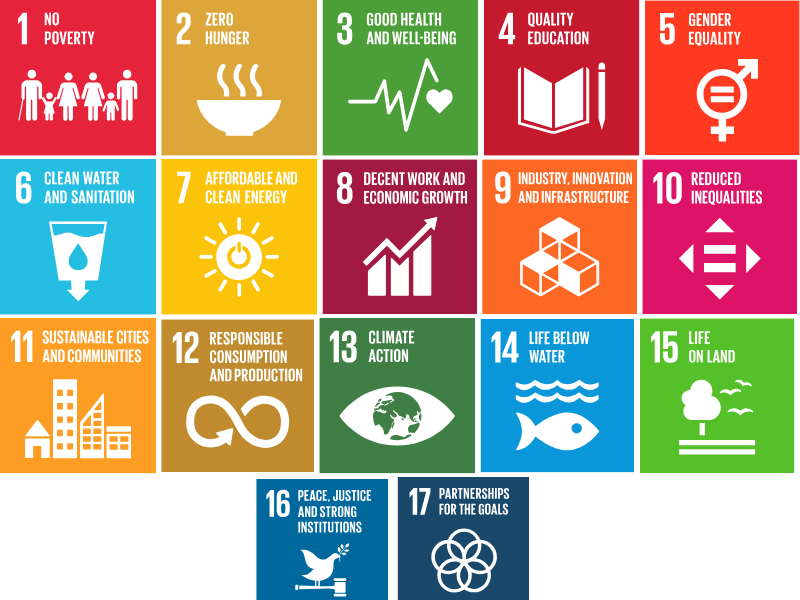 1 NO
POVERTY
2 ZERO
HUNGER
3 GOOD HEALTH
AND WELL-BEING
4 QUALITY
EDUCATION
5 GENDER
EQUALITY
6 CLEAN WATER
AND SANITATION
7 AFFORDABLE AND
CLEAN ENERGY
8 DECENT WORK AND
ECONOMIC GROWTH
9 INDUSTRY, INNOVATION
AND INFRASTRUCTURE
10 REDUCED
INEQUALITIES
11 SUSTAINABLE CITIES
AND COMMUNITIES
12 RESPONSIBLE
CONSUMPTION
AND PRODUCTION
13 CLIMATE
ACTION
14 LIFE BELOW
WATER
15 LIFE
ON LAND
16 PEACE, JUSTICE
AND STRONG
INSTITUTIONS
17 PARTNERSHIPS
FOR THE GOALS